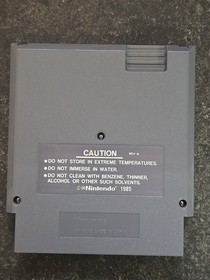 CAUTION
REV-A
●DO NOT STORE IN EXTREME TEMPERATURES.
●DO NOT IMMERSE IN WATER.
●DO NOT CLEAN WITH BENZENE, THINNER,
ALCOHOL OR OTHER SUCH SOLVENTS.
©®Nintendo 1985